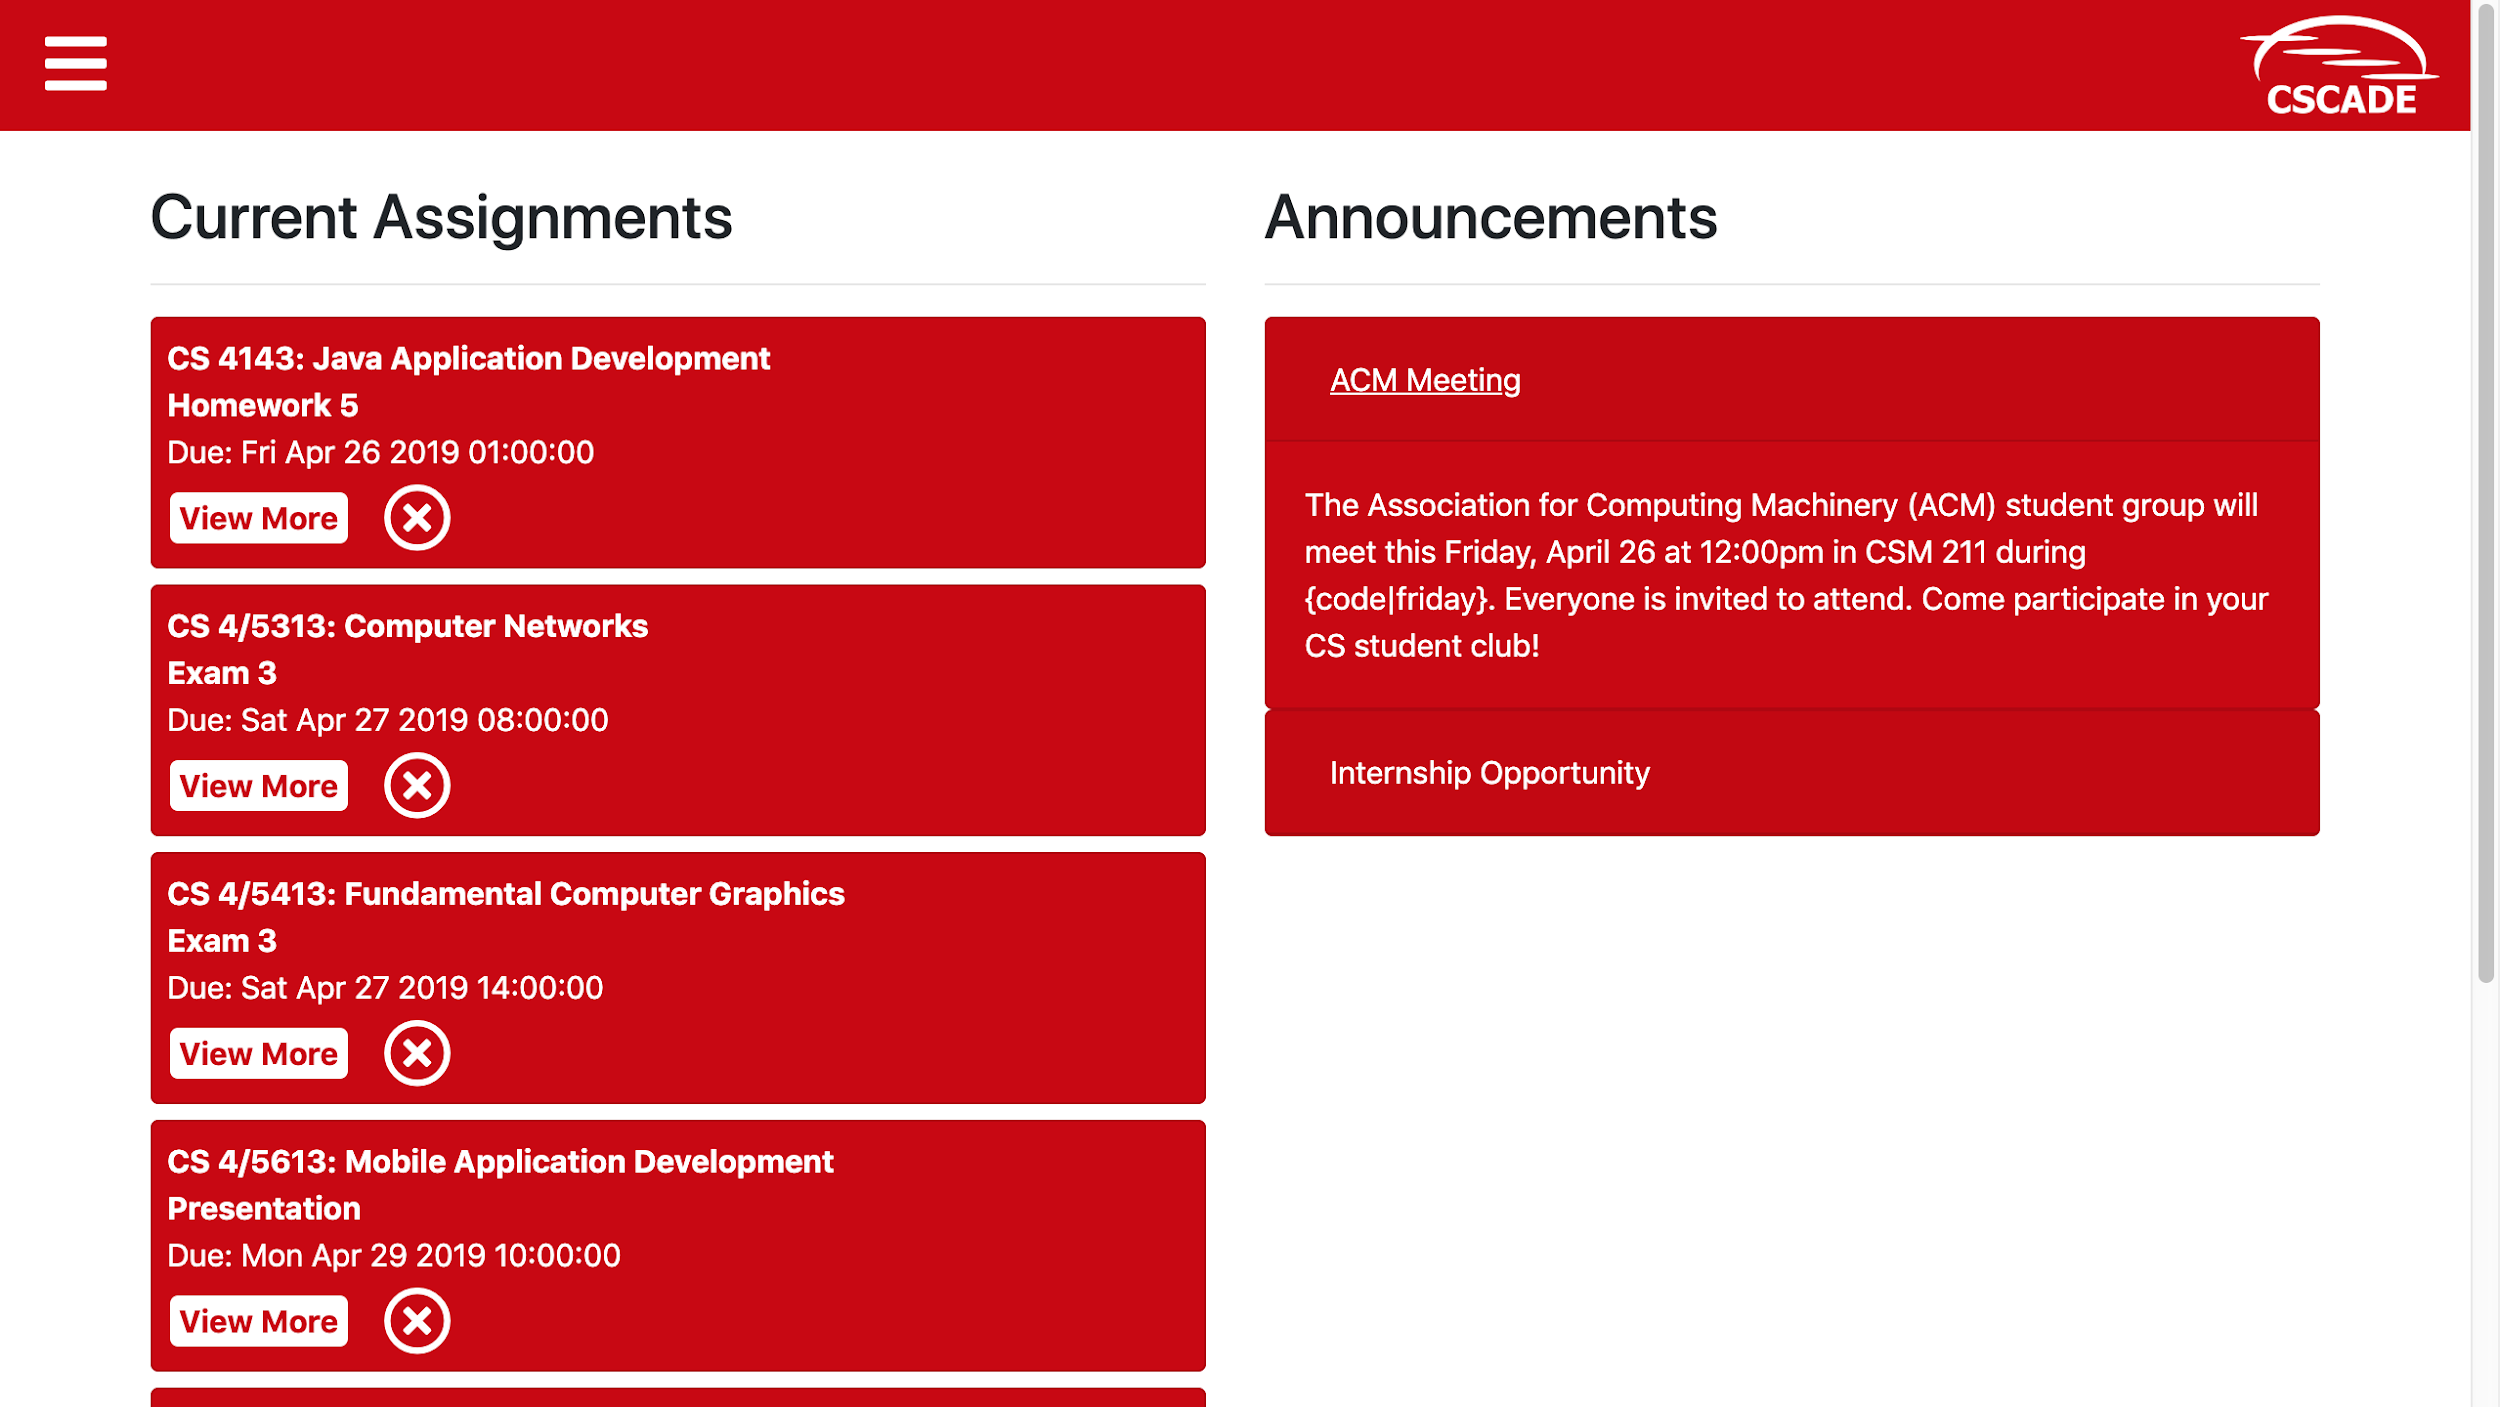 CSCADE
Current Assignments
CS 4143: Java Application Development
Homework 5
Due: Fri Apr 26 2019 01:00:00
View More
CS 4/5313: Computer Networks
Exam 3
Due: Sat Apr 27 2019 08:00:00
View More
CS 4/5413: Fundamental Computer Graphics
Exam 3
Due: Sat Apr 27 2019 14:00:00
View More
CS 4/5613: Mobile Application Development
Presentation
Due: Mon Apr 29 2019 10:00:00
View More
Announcements
ACM Meeting
The Association for Computing Machinery (ACM) student group will
meet this Friday, April 26 at 12:00pm in CSM 211 during
{code|friday}. Everyone is invited to attend. Come participate in your
CS student club!
Internship Opportunity